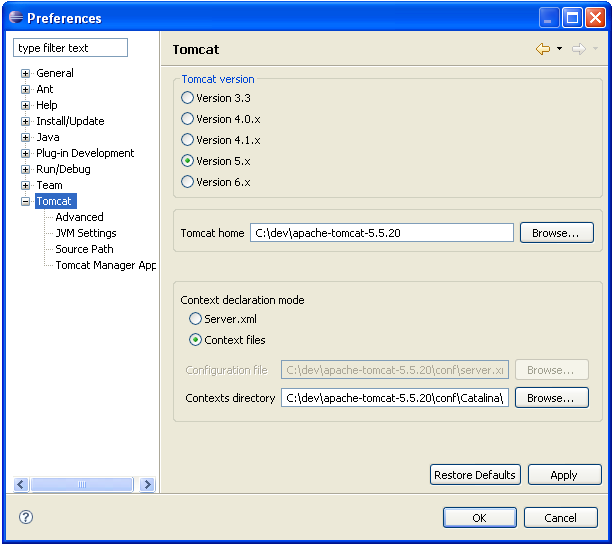 Preferences
type filter text
General
Ant
Help
Install/Update
Java
Plug-in Development
Run/Debug
Team
Tomcat
Advanced
JVM Settings
Source Path
Tomcat Manager App
Tomcat
Tomcat version
Version 3.3
Version 4.0.x
Version 4.1.x
Version 5.x
Version 6.x
Tomcat home C:\dev\apache-tomcat-5.5.20 Browse...
Context declaration mode
Server.xml
Context files
Configuration file C:\dev\apache-tomcat-5.5.20\conf\server.x Browse...
Contexts directory C:\dev\apache-tomcat-5.5.20\conf\Catalina\ Browse...
Restore Defaults Apply
? OK Cancel